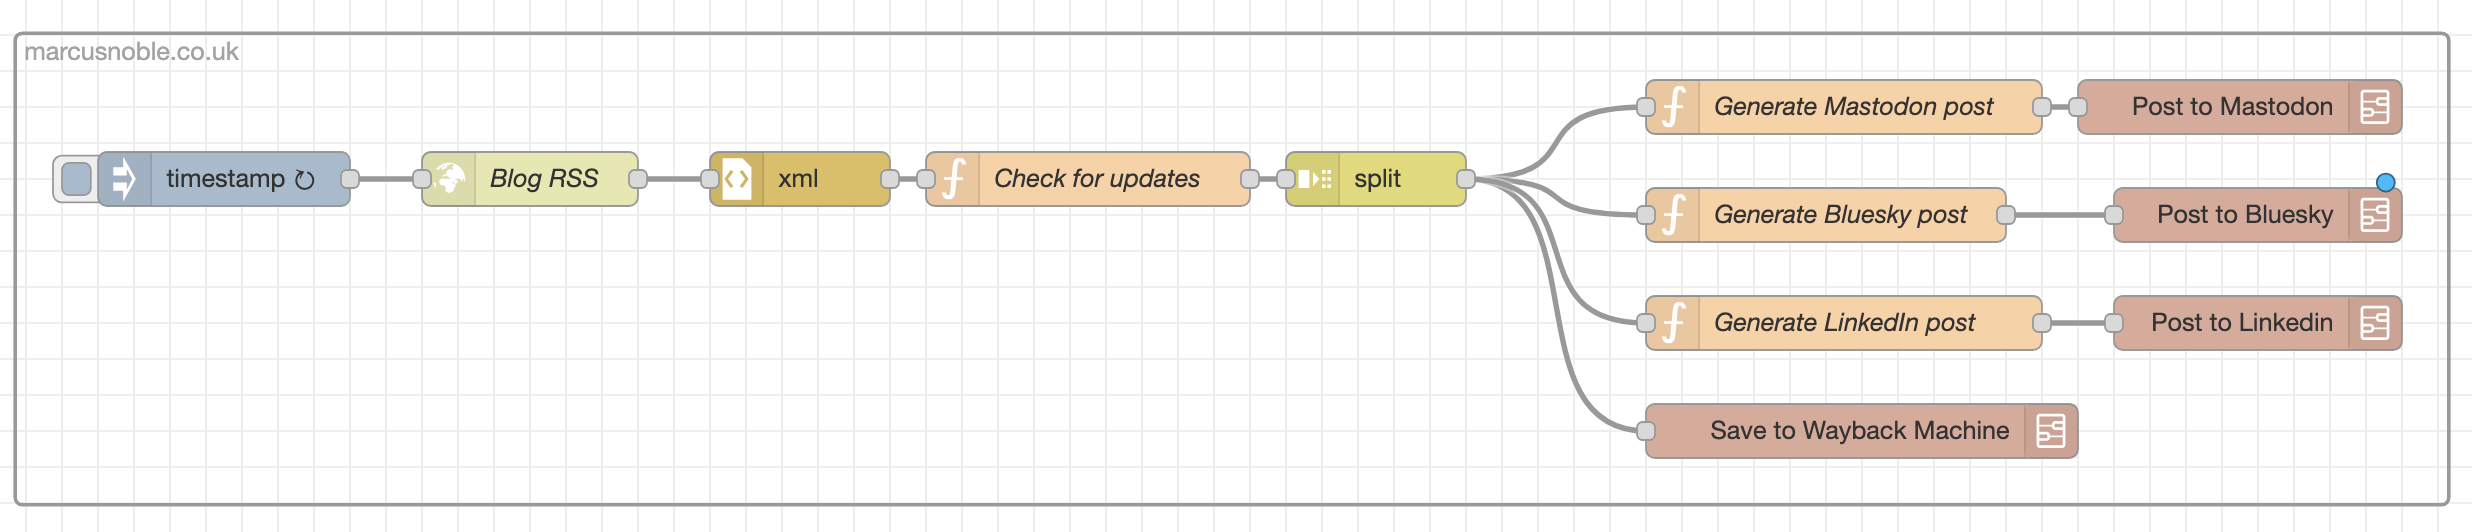 marcusnoble.co.uk
timestamp ↻
Blog RSS
xml
Check for updates
split
Generate Mastodon post
Post to Mastodon
Generate Bluesky post
Post to Bluesky
Generate LinkedIn post
Post to Linkedin
Save to Wayback Machine